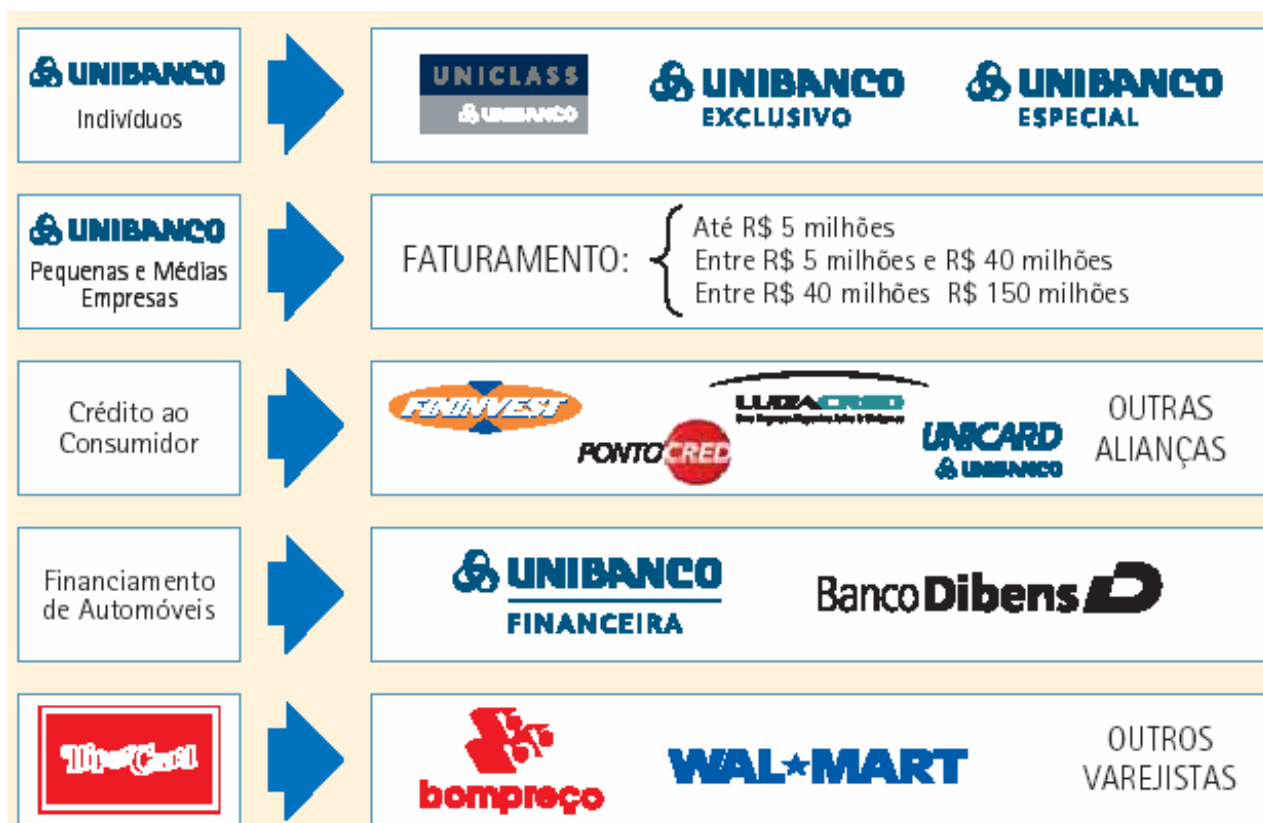 UNIBANCO
Indivíduos
UNICLASS
UNIBANCO
UNIBANCO
EXCLUSIVO
UNIBANCO
ESPECIAL
UNIBANCO
Pequenas e Médias
Empresas
FATURAMENTO:
Até R$ 5 milhões
Entre R$ 5 milhões e R$ 40 milhões
Entre R$ 40 milhões R$ 150 milhões
Crédito ao
Consumidor
FININVEST
PONTOCRED
LUIZACRED
UNICARD
UNIBANCO
OUTRAS
ALIANÇAS
Financiamento
de Automóveis
UNIBANCO
FINANCEIRA
Banco Dibens
HiperCard
bompreço
WAL★MART
OUTROS
VAREJISTAS